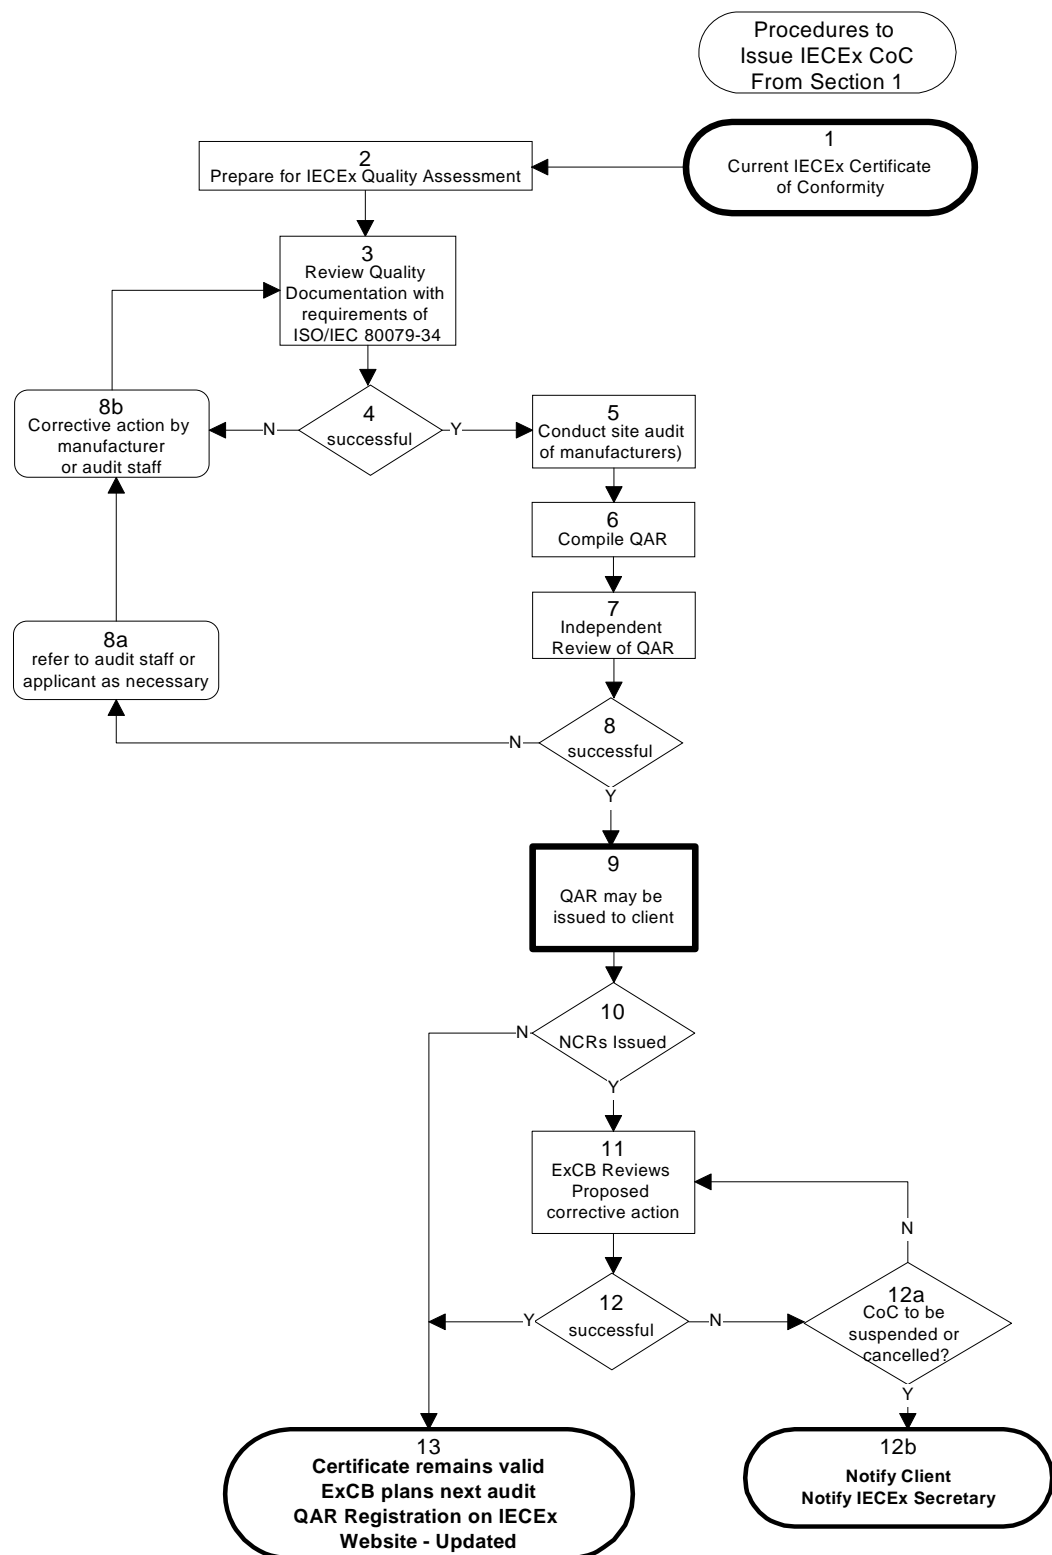 Procedures to
Issue IECEx CoC
From Section 1
1
Current IECEx Certificate
of Conformity
2
Prepare for IECEx Quality Assessment
3
Review Quality
Documentation with
requirements of
ISO/IEC 80079-34
8b
Corrective action by
manufacturer
or audit staff
N
4
successful
Y
5
Conduct site audit
of manufacturers)
6
Compile QAR
7
Independent
Review of QAR
8a
refer to audit staff or
applicant as necessary
N
8
successful
Y
9
QAR may be
issued to client
N
10
NCRs Issued
Y
11
ExCB Reviews
Proposed
corrective action
N
Y
12
successful
N
12a
CoC to be
suspended or
cancelled?
Y
13
Certificate remains valid
ExCB plans next audit
QAR Registration on IECEx
Website - Updated
12b
Notify Client
Notify IECEx Secretary